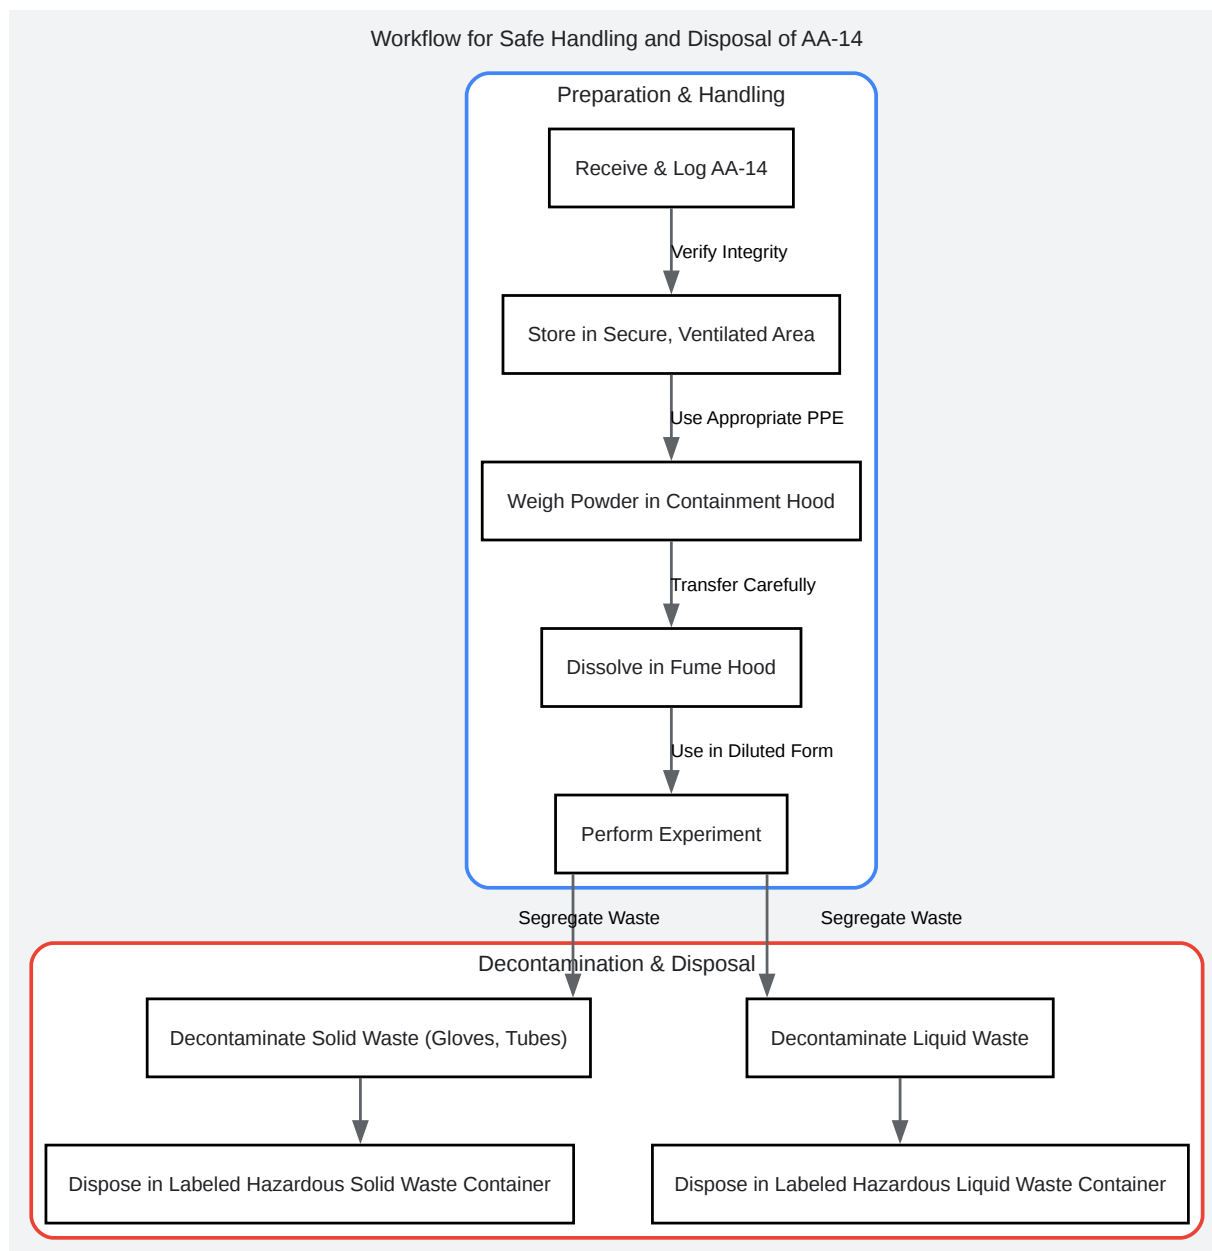 Workflow for Safe Handling and Disposal of AA-14
Preparation & Handling
Receive & Log AA-14
Verify Integrity
Store in Secure, Ventilated Area
Use Appropriate PPE
Weigh Powder in Containment Hood
Transfer Carefully
Dissolve in Fume Hood
Use in Diluted Form
Perform Experiment
Segregate Waste
Segregate Waste
Decontamination & Disposal
Decontaminate Solid Waste (Gloves, Tubes)
Decontaminate Liquid Waste
Dispose in Labeled Hazardous Solid Waste Container
Dispose in Labeled Hazardous Liquid Waste Container